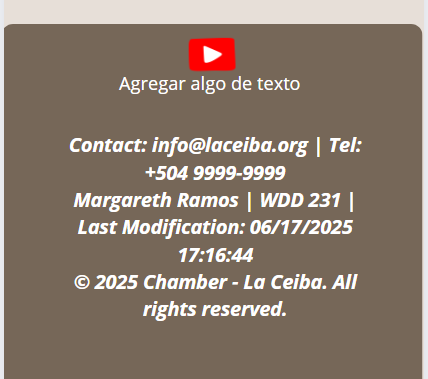 Agregar algo de texto
Contact: info@laceiba.org | Tel:
+504 9999-9999
Margareth Ramos | WDD 231 |
Last Modification: 06/17/2025
17:16:44
© 2025 Chamber - La Ceiba. All
rights reserved.